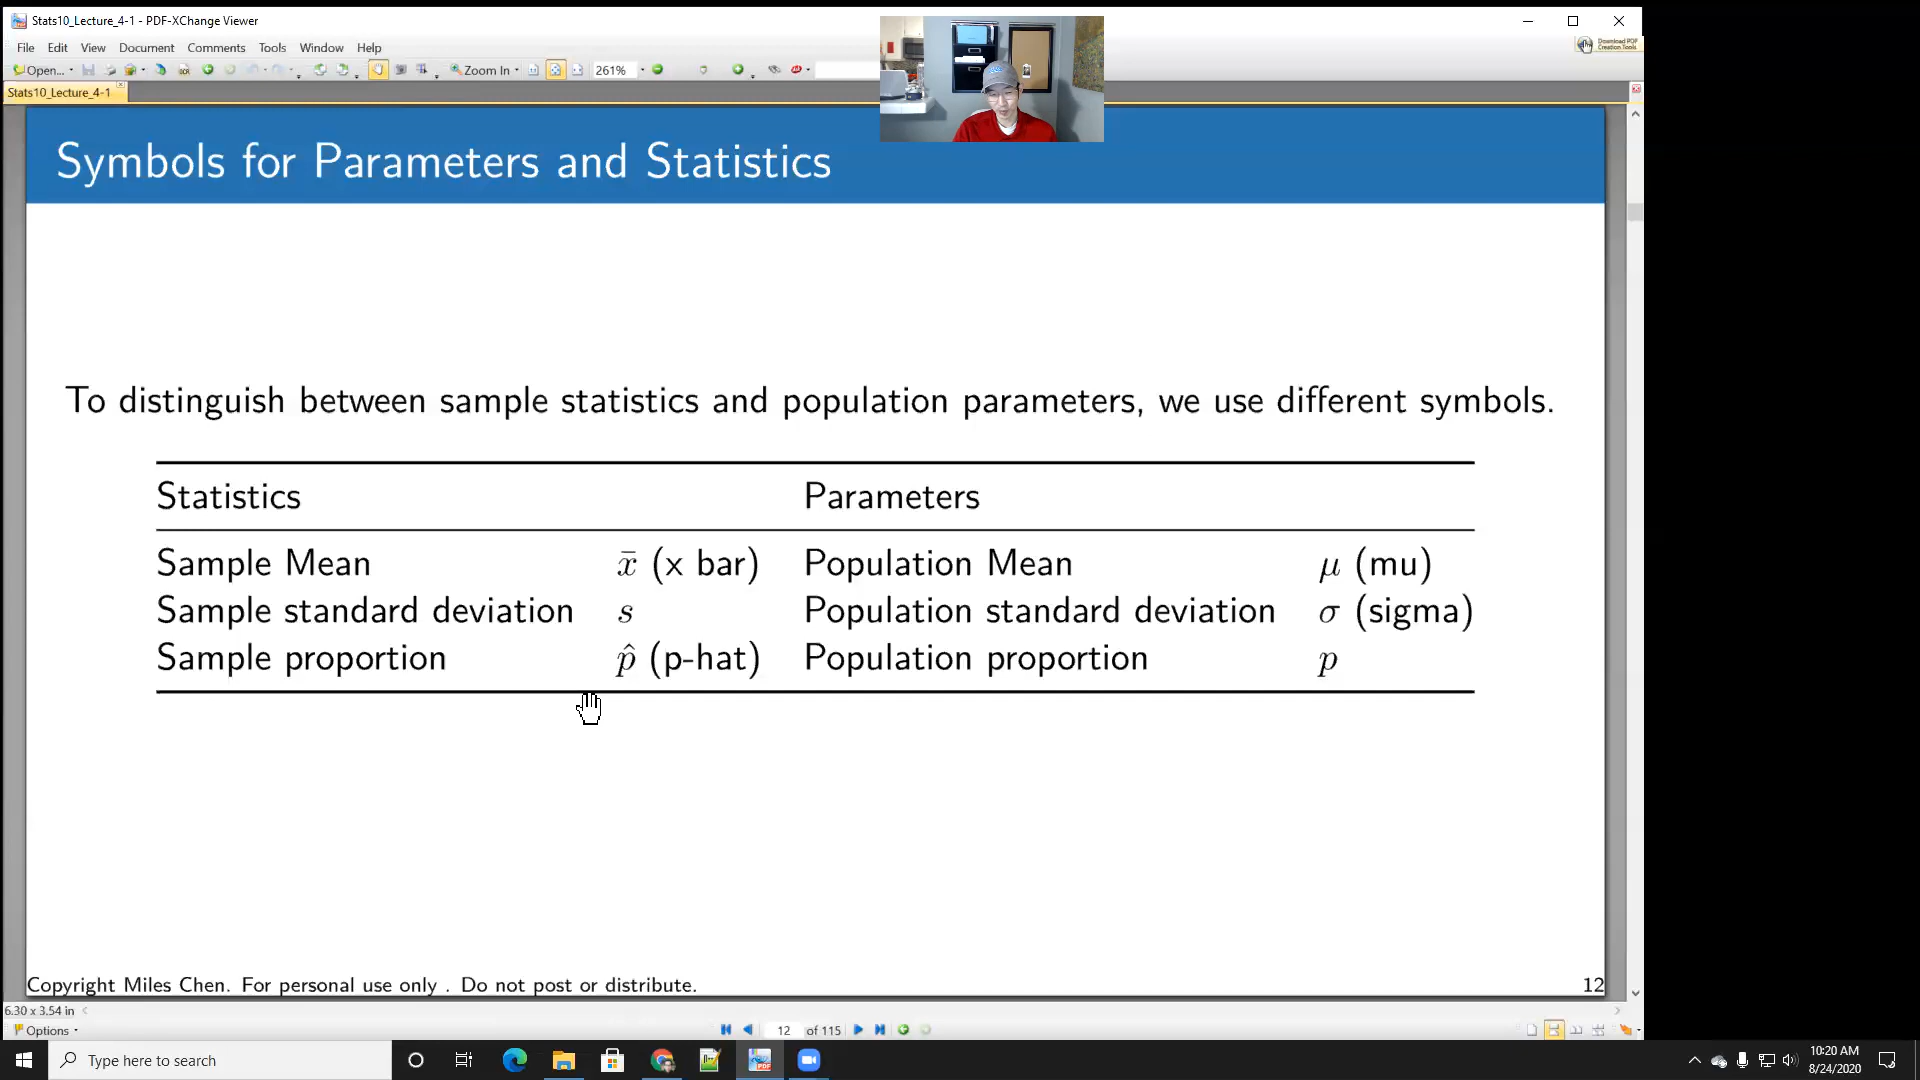 Stats10_Lecture_4-1 - PDF-XChange Viewer
File Edit View Document Comments Tools Window Help
Download PDF
Creation Tools
Open... Zoom In 261%
Stats10_Lecture_4-1
Symbols for Parameters and Statistics
To distinguish between sample statistics and population parameters, we use different symbols.
Statistics Parameters
Sample Mean x̄ (x bar) Population Mean μ (mu)
Sample standard deviation s Population standard deviation σ (sigma)
Sample proportion p̂ (p-hat) Population proportion p
Copyright Miles Chen. For personal use only . Do not post or distribute. 12
6.30 x 3.54 in
Options 12 of 115
Type here to search
10:20 AM
8/24/2020